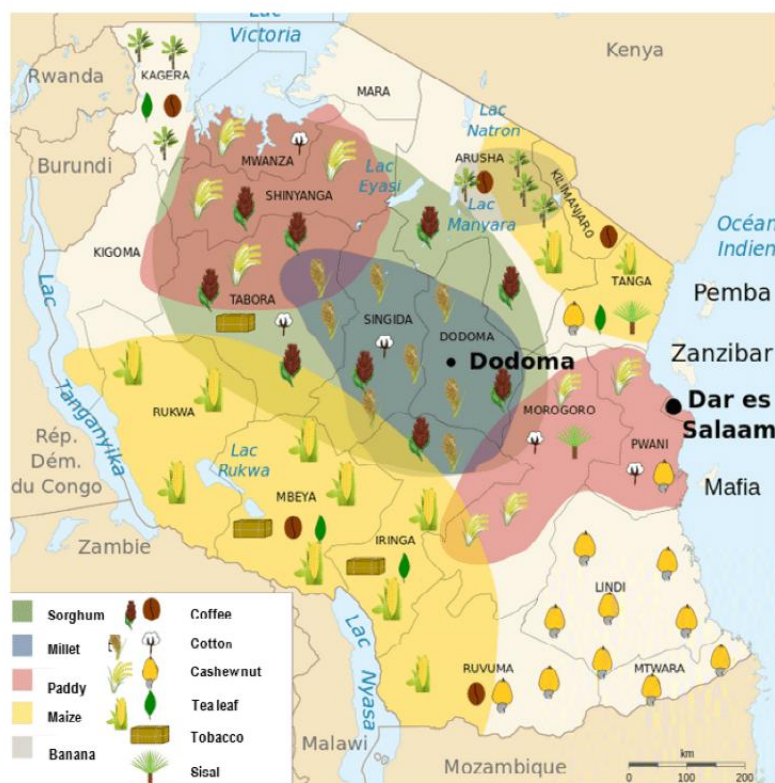 Lac
Victoria
Kenya
Rwanda
KAGERA
MARA
Burundi
MWANZA
Lac
Natron
ARUSHA
SHINYANGA
Lac
Eyasi
Lac
Manyara
KILIMANJARO
Océan
Indien
KIGOMA
TABORA
TANGA
Pemba
SINGIDA
DODOMA
Dodoma
Zanzibar
Lac
Tanganyika
RUKWA
MOROGORO
Dar es
Salaam
PWANI
Rép.
Dém.
du Congo
Lac
Rukwa
MBEYA
Mafia
Zambie
IRINGA
LINDI
Sorghum
Coffee
Millet
Cotton
Paddy
Cashewnut
Maize
Tea leaf
Banana
Tobacco
Sisal
Lac
Nyasa
RUVUMA
MTWARA
Malawi
Mozambique
km
0 100 200